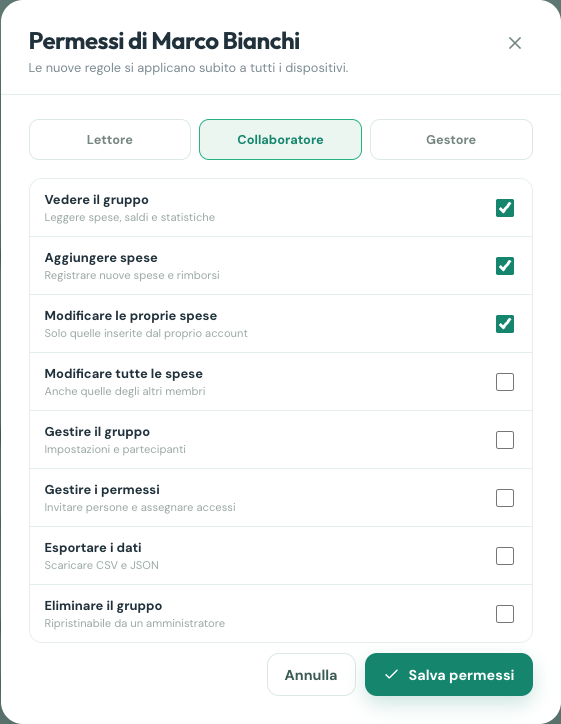 Permessi di Marco Bianchi
Le nuove regole si applicano subito a tutti i dispositivi.
Lettore
Collaboratore
Gestore
Vedere il gruppo
Leggere spese, saldi e statistiche
Aggiungere spese
Registrare nuove spese e rimborsi
Modificare le proprie spese
Solo quelle inserite dal proprio account
Modificare tutte le spese
Anche quelle degli altri membri
Gestire il gruppo
Impostazioni e partecipanti
Gestire i permessi
Invitare persone e assegnare accessi
Esportare i dati
Scaricare CSV e JSON
Eliminare il gruppo
Ripristinabile da un amministratore
Annulla
Salva permessi